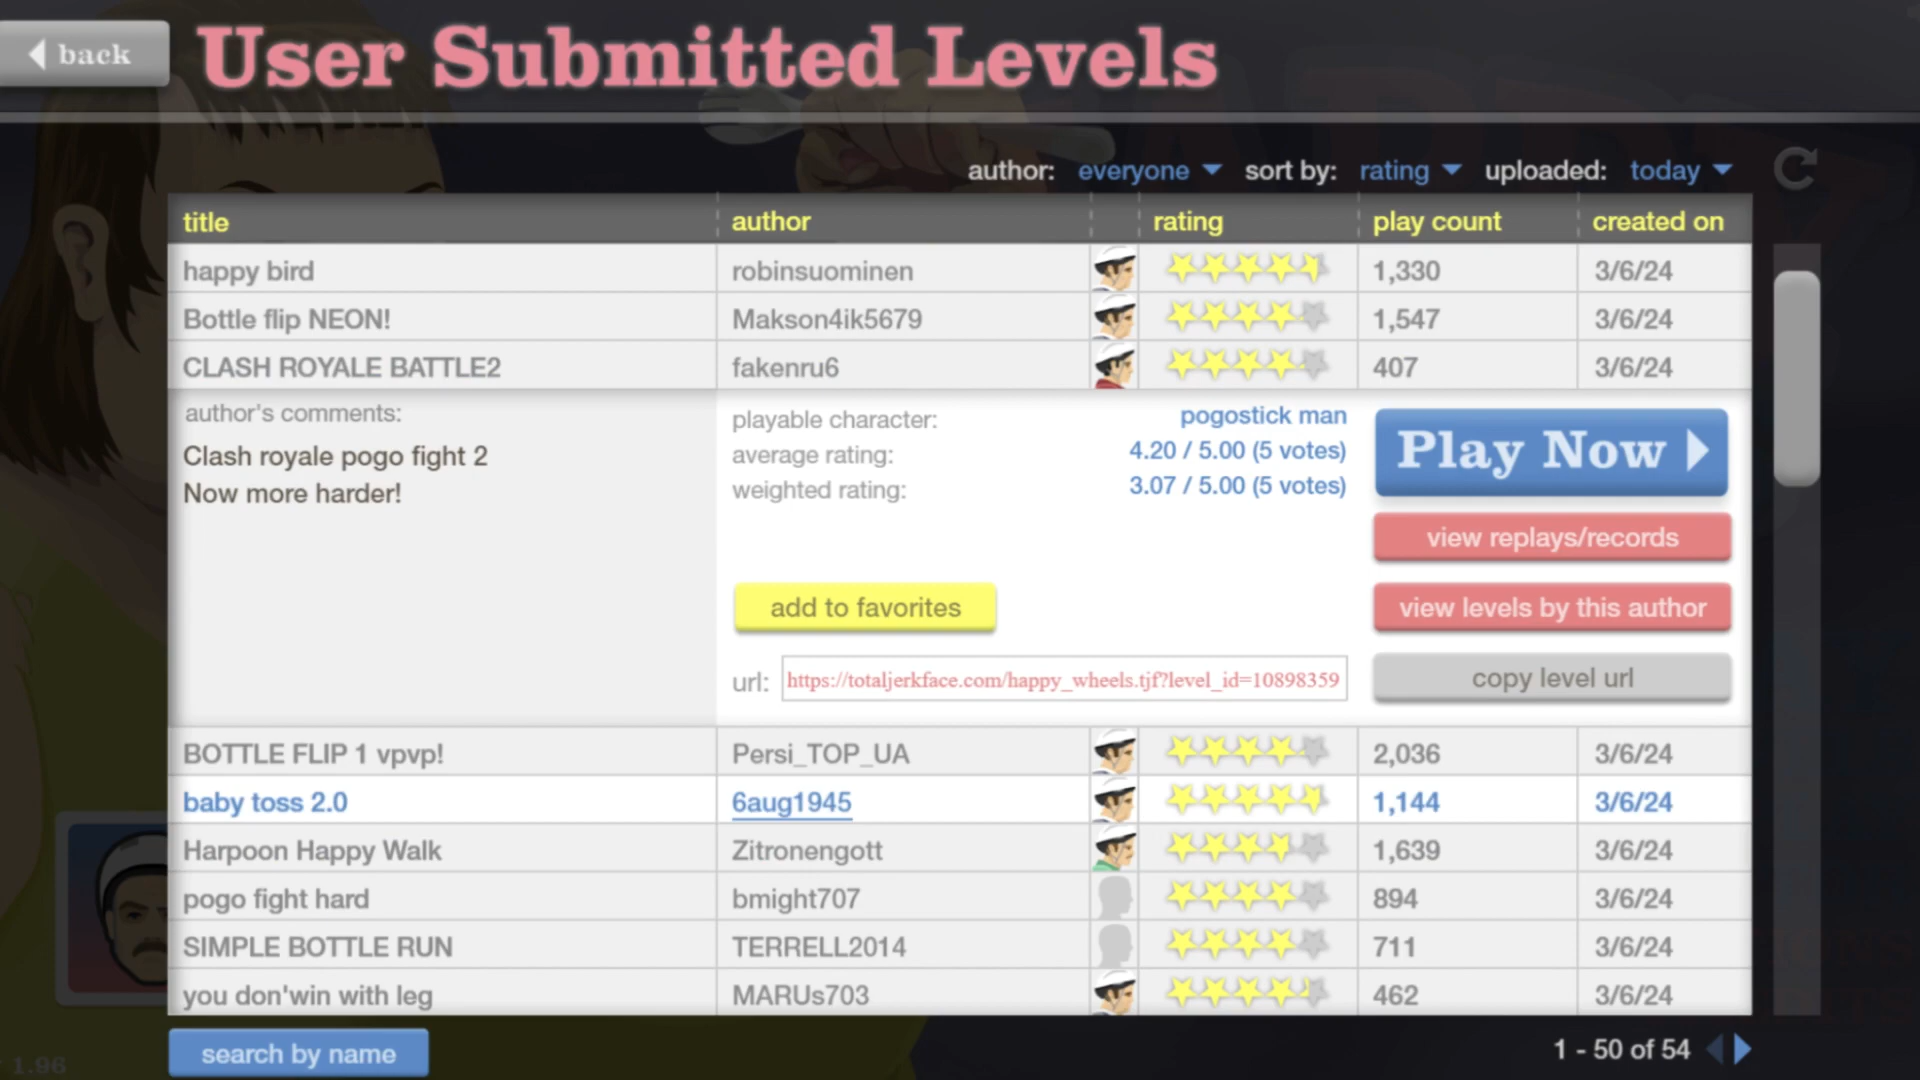 back
User Submitted Levels
author: everyone sort by: rating uploaded: today
title author rating play count created on
happy bird robinsuominen 1,330 3/6/24
Bottle flip NEON! Makson4ik5679 1,547 3/6/24
CLASH ROYALE BATTLE2 fakenru6 407 3/6/24
author's comments:
Clash royale pogo fight 2
Now more harder!
playable character: pogostick man
average rating: 4.20 / 5.00 (5 votes)
weighted rating: 3.07 / 5.00 (5 votes)
add to favorites
url: https://totaljerkface.com/happy_wheels.tjf?level_id=10898359
Play Now
view replays/records
view levels by this author
copy level url
BOTTLE FLIP 1 vpvp! Persi_TOP_UA 2,036 3/6/24
baby toss 2.0 6aug1945 1,144 3/6/24
Harpoon Happy Walk Zitronengott 1,639 3/6/24
pogo fight hard bmight707 894 3/6/24
SIMPLE BOTTLE RUN TERRELL2014 711 3/6/24
you don'win with leg MARUs703 462 3/6/24
search by name
1 - 50 of 54
1.96